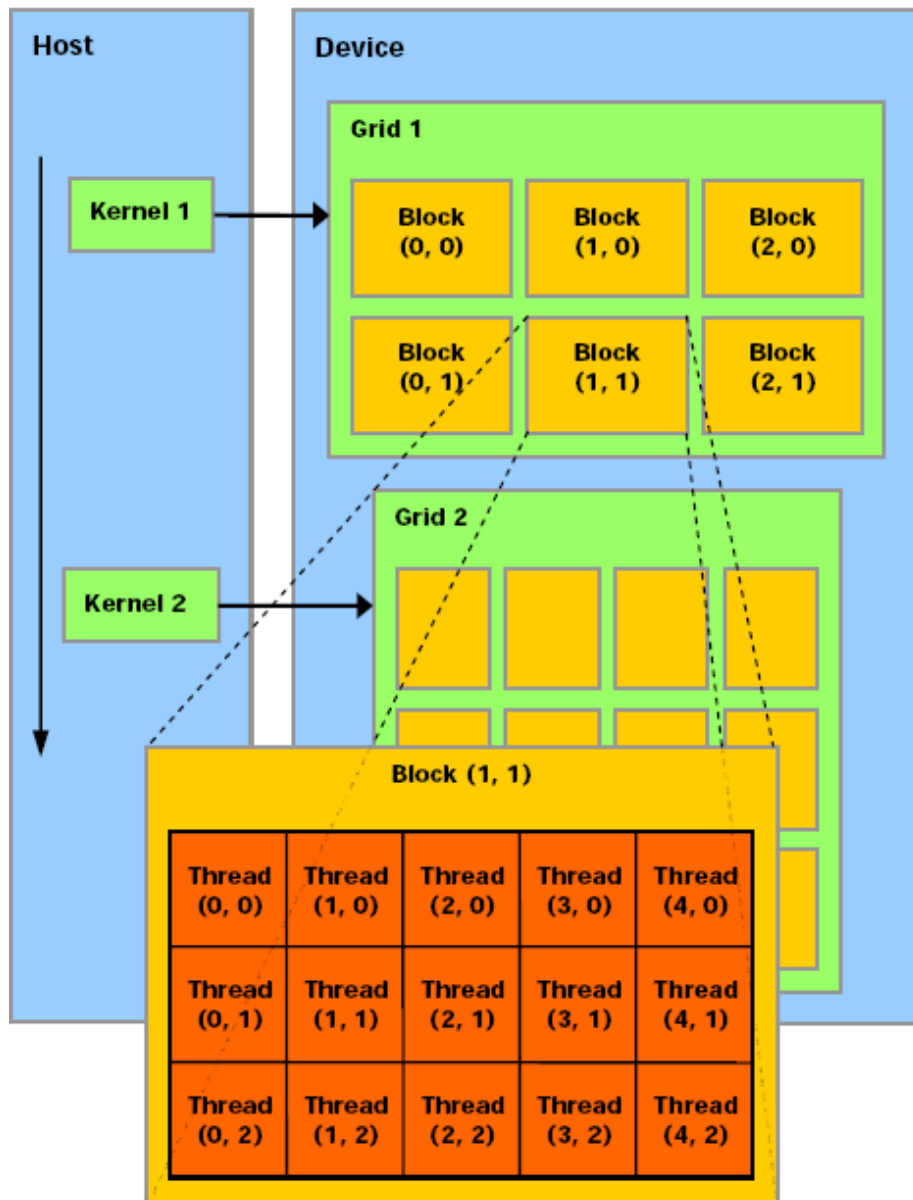 Host
Device
Grid 1
Kernel 1
Block
(0, 0)
Block
(1, 0)
Block
(2, 0)
Block
(0, 1)
Block
(1, 1)
Block
(2, 1)
Grid 2
Kernel 2
Block (1, 1)
Thread
(0, 0)
Thread
(1, 0)
Thread
(2, 0)
Thread
(3, 0)
Thread
(4, 0)
Thread
(0, 1)
Thread
(1, 1)
Thread
(2, 1)
Thread
(3, 1)
Thread
(4, 1)
Thread
(0, 2)
Thread
(1, 2)
Thread
(2, 2)
Thread
(3, 2)
Thread
(4, 2)